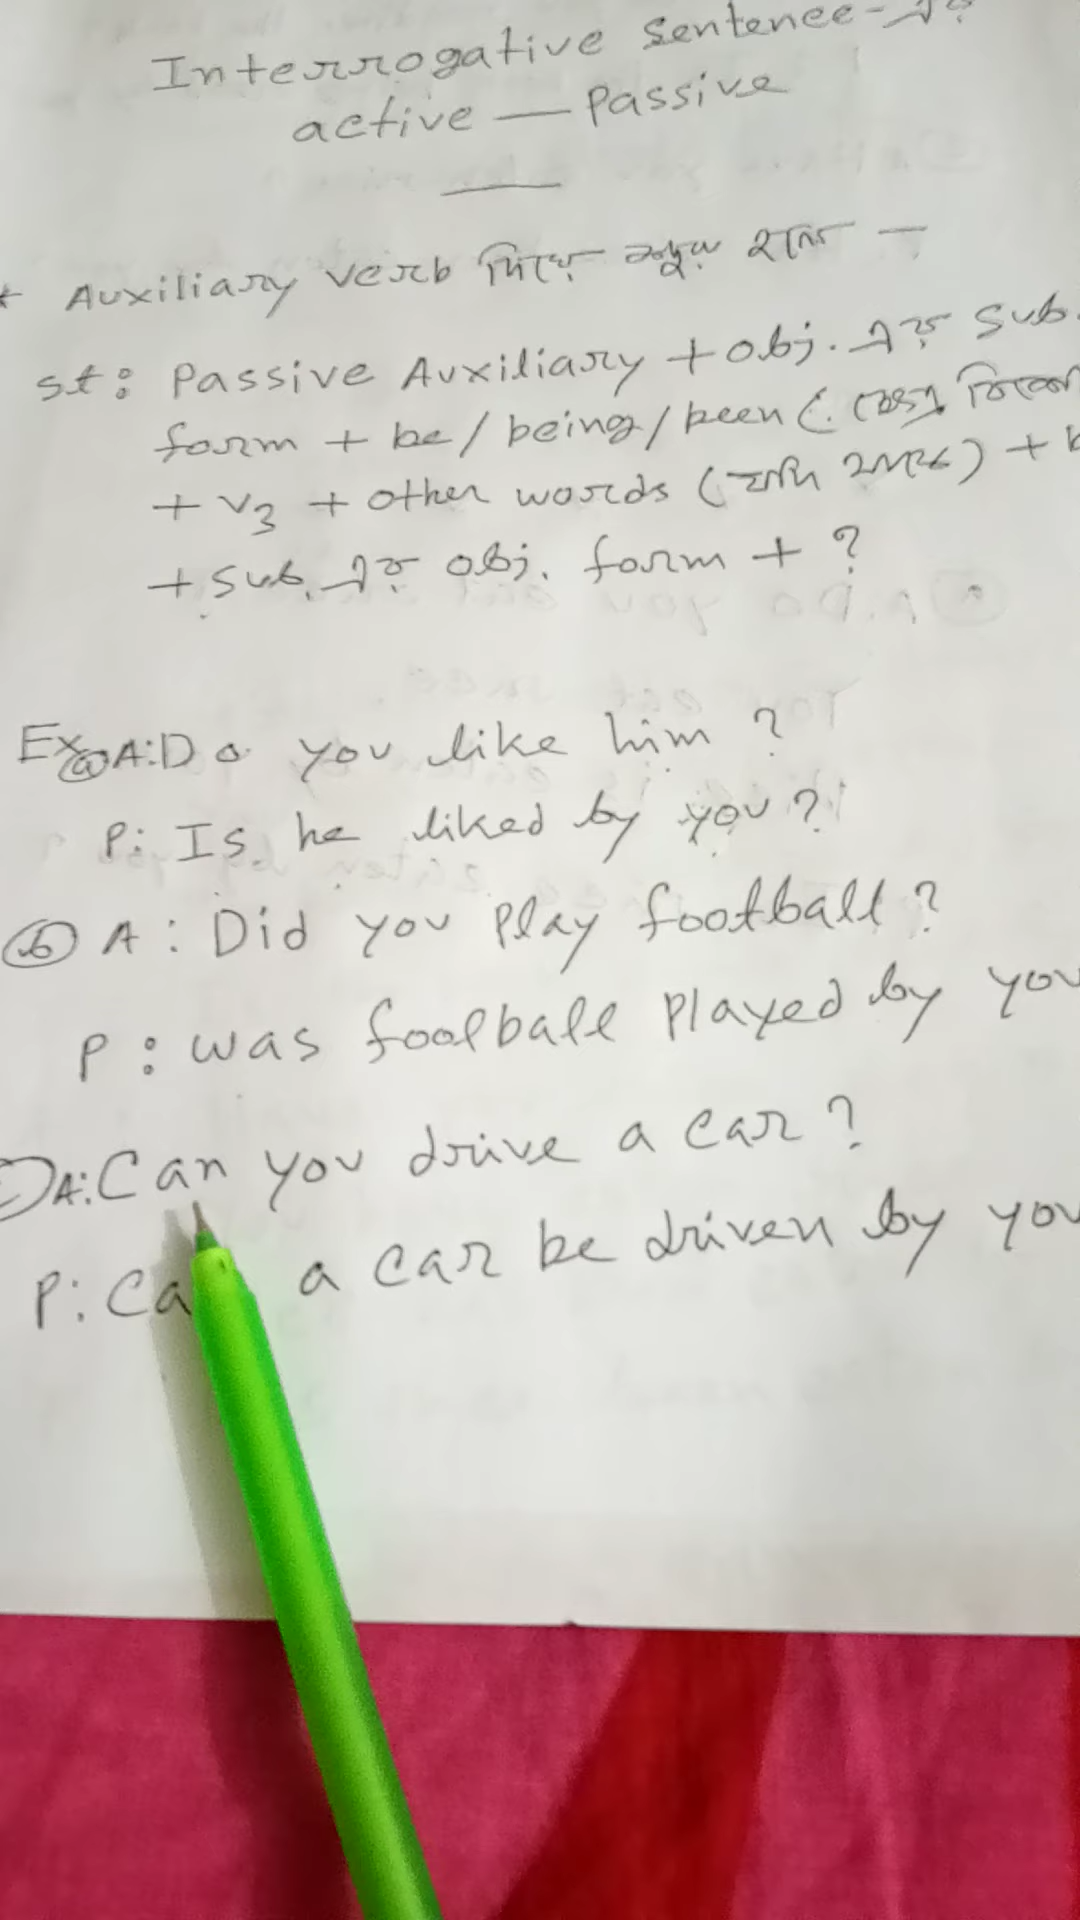 Interrogative Sentence-এর
active — Passive
* Auxiliary verb দিয়ে শুরু হলে —
st: Passive Auxiliary + obj. এর sub.
form + be/being/been (.
+ V3 + other words (যদি থাকে) +
+ sub. এর obj. form + ?
Ex. ⓐ A: Do you like him ?
P: Is he liked by you ?
ⓑ A : Did you play football ?
P : was foolball played by you
A: Can you drive a car ?
P: Ca a car be driven by you